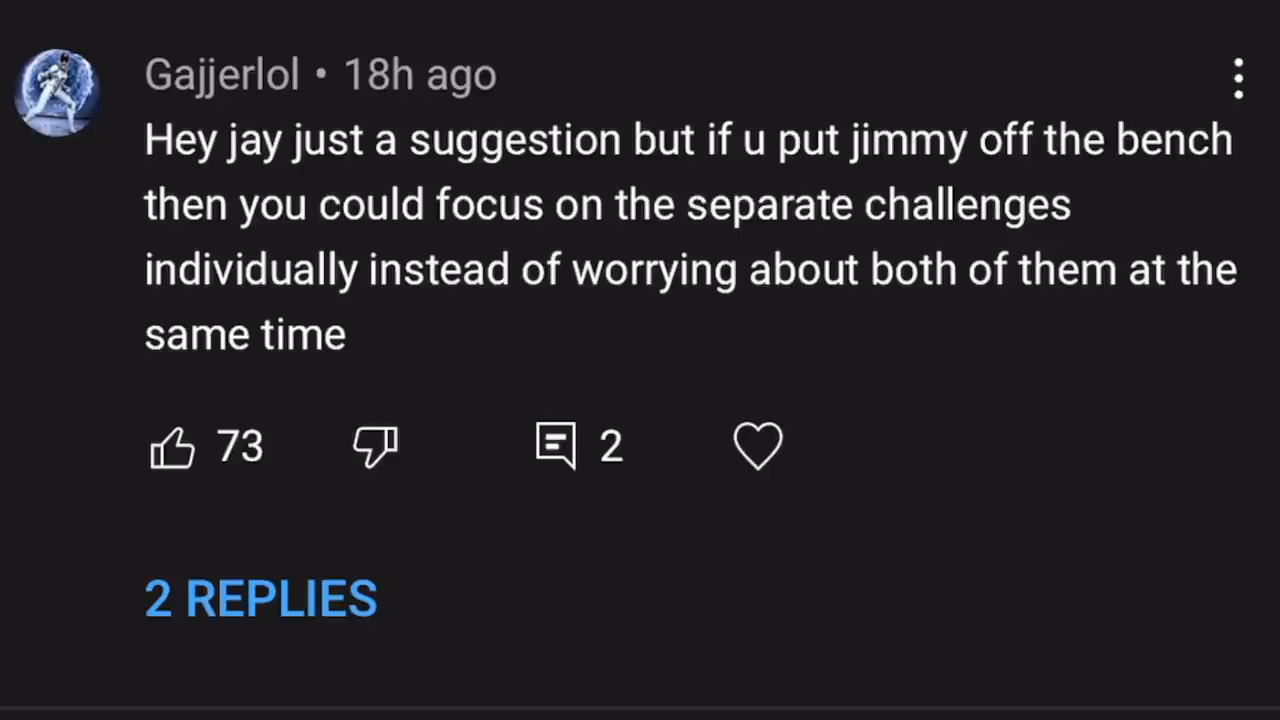 Gajjerlol • 18h ago
Hey jay just a suggestion but if u put jimmy off the bench
then you could focus on the separate challenges
individually instead of worrying about both of them at the
same time
73 2
2 REPLIES